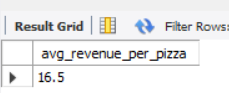 Result Grid Filter Rows:
avg_revenue_per_pizza
16.5